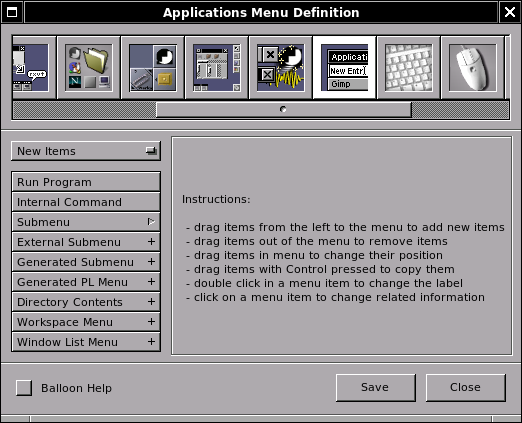 Applications Menu Definition
rxvt
Applicati
New Entr
Gimp
New Items
Run Program
Internal Command
Submenu
External Submenu
Generated Submenu
Generated PL Menu
Directory Contents
Workspace Menu
Window List Menu
Instructions:
- drag items from the left to the menu to add new items
- drag items out of the menu to remove items
- drag items in menu to change their position
- drag items with Control pressed to copy them
- double click in a menu item to change the label
- click on a menu item to change related information
Balloon Help
Save
Close